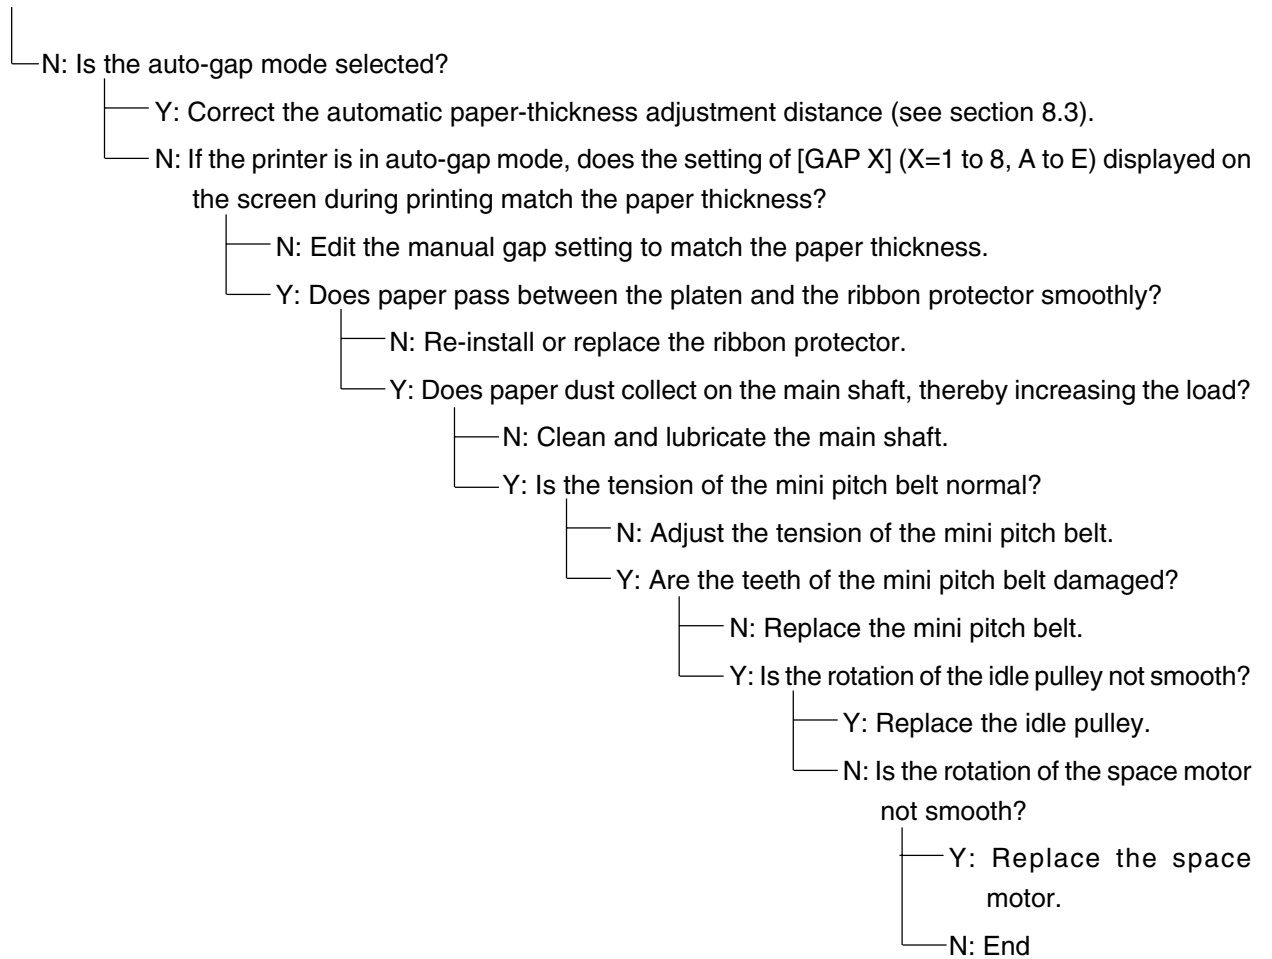 N: Is the auto-gap mode selected?
Y: Correct the automatic paper-thickness adjustment distance (see section 8.3).
N: If the printer is in auto-gap mode, does the setting of [GAP X] (X=1 to 8, A to E) displayed on
the screen during printing match the paper thickness?
N: Edit the manual gap setting to match the paper thickness.
Y: Does paper pass between the platen and the ribbon protector smoothly?
N: Re-install or replace the ribbon protector.
Y: Does paper dust collect on the main shaft, thereby increasing the load?
N: Clean and lubricate the main shaft.
Y: Is the tension of the mini pitch belt normal?
N: Adjust the tension of the mini pitch belt.
Y: Are the teeth of the mini pitch belt damaged?
N: Replace the mini pitch belt.
Y: Is the rotation of the idle pulley not smooth?
Y: Replace the idle pulley.
N: Is the rotation of the space motor
not smooth?
Y: Replace the space
motor.
N: End